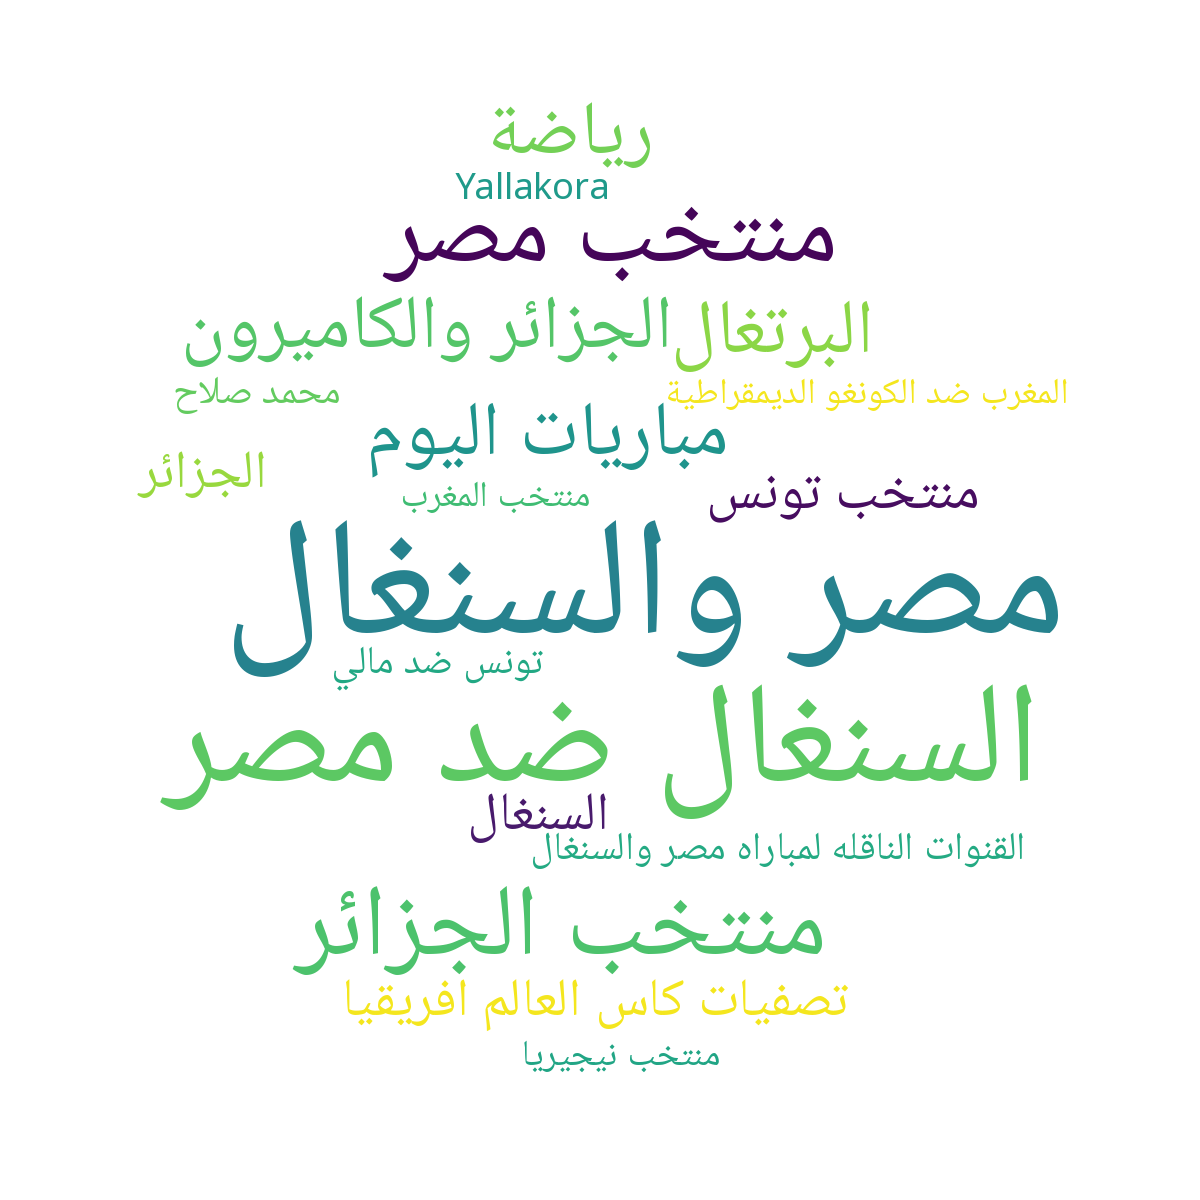 رياضة
Yallakora
منتخب مصر
البرتغال
الجزائر والكاميرون
المغرب ضد الكونغو الديمقراطية
محمد صلاح
مباريات اليوم
الجزائر
منتخب تونس
منتخب المغرب
مصر والسنغال
تونس ضد مالي
السنغال ضد مصر
السنغال
القنوات الناقله لمباراه مصر والسنغال
منتخب الجزائر
تصفيات كاس العالم افريقيا
منتخب نيجيريا